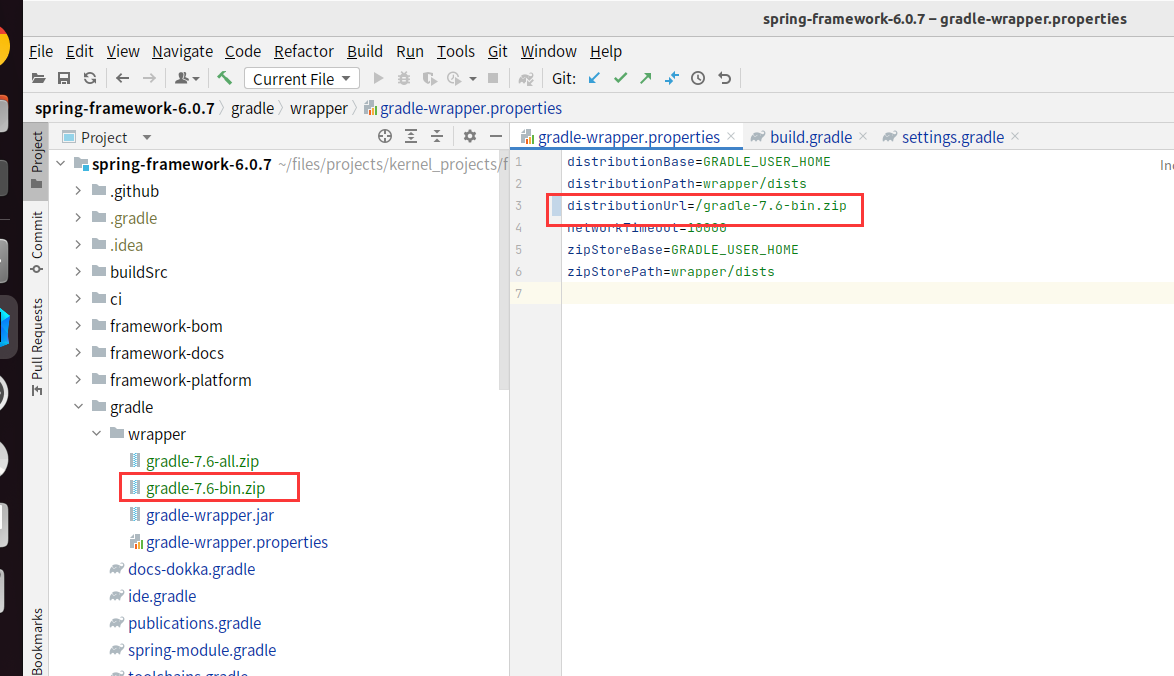 spring-framework-6.0.7 – gradle-wrapper.properties
File Edit View Navigate Code Refactor Build Run Tools Git Window Help
Current File
Git:
spring-framework-6.0.7 gradle wrapper gradle-wrapper.properties
Project
Commit
Pull Requests
Bookmarks
Project
gradle-wrapper.properties build.gradle settings.gradle
spring-framework-6.0.7 ~/files/projects/kernel_projects/f
.github
.gradle
.idea
buildSrc
ci
framework-bom
framework-docs
framework-platform
gradle
wrapper
gradle-7.6-all.zip
gradle-7.6-bin.zip
gradle-wrapper.jar
gradle-wrapper.properties
docs-dokka.gradle
ide.gradle
publications.gradle
spring-module.gradle
toolchains.gradle
1 distributionBase=GRADLE_USER_HOME
2 distributionPath=wrapper/dists
3 distributionUrl=/gradle-7.6-bin.zip
4 networkTimeout=10000
5 zipStoreBase=GRADLE_USER_HOME
6 zipStorePath=wrapper/dists
7